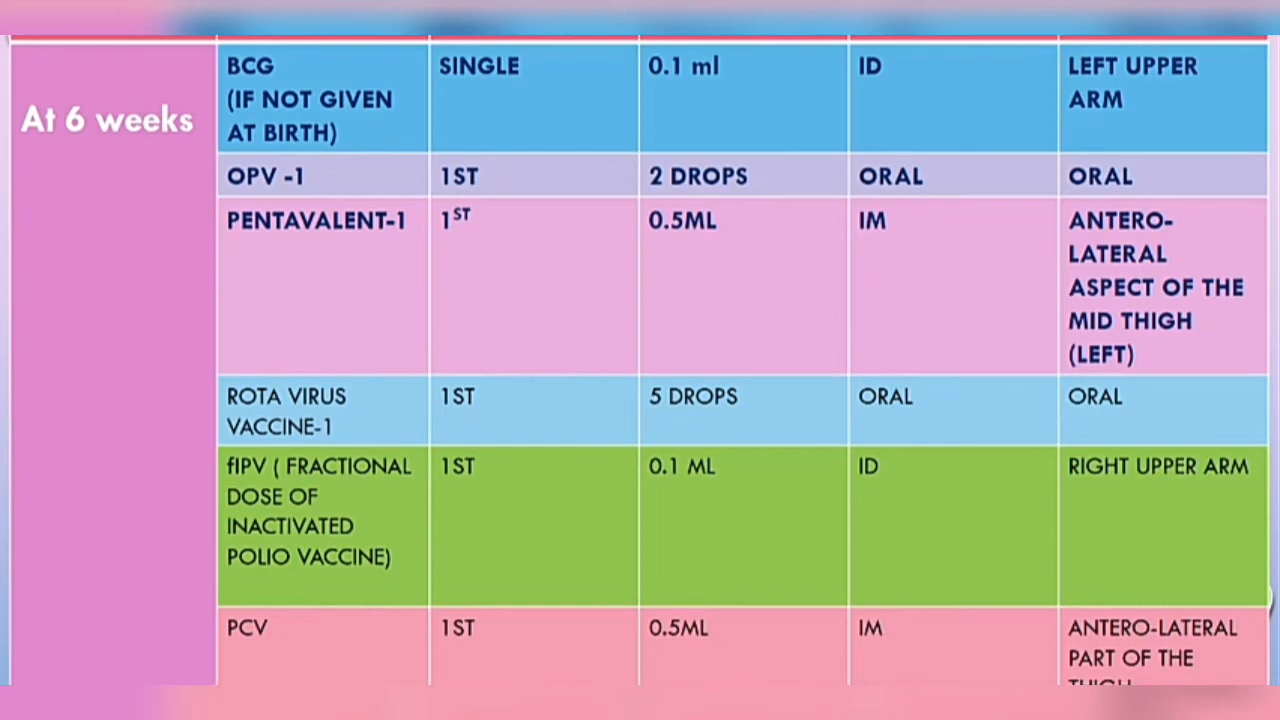 At 6 weeks
BCG
(IF NOT GIVEN
AT BIRTH)
SINGLE
0.1 ml
ID
LEFT UPPER
ARM
OPV -1
1ST
2 DROPS
ORAL
ORAL
PENTAVALENT-1
1ST
0.5ML
IM
ANTERO-
LATERAL
ASPECT OF THE
MID THIGH
(LEFT)
ROTA VIRUS
VACCINE-1
1ST
5 DROPS
ORAL
ORAL
fIPV ( FRACTIONAL
DOSE OF
INACTIVATED
POLIO VACCINE)
1ST
0.1 ML
ID
RIGHT UPPER ARM
PCV
1ST
0.5ML
IM
ANTERO-LATERAL
PART OF THE